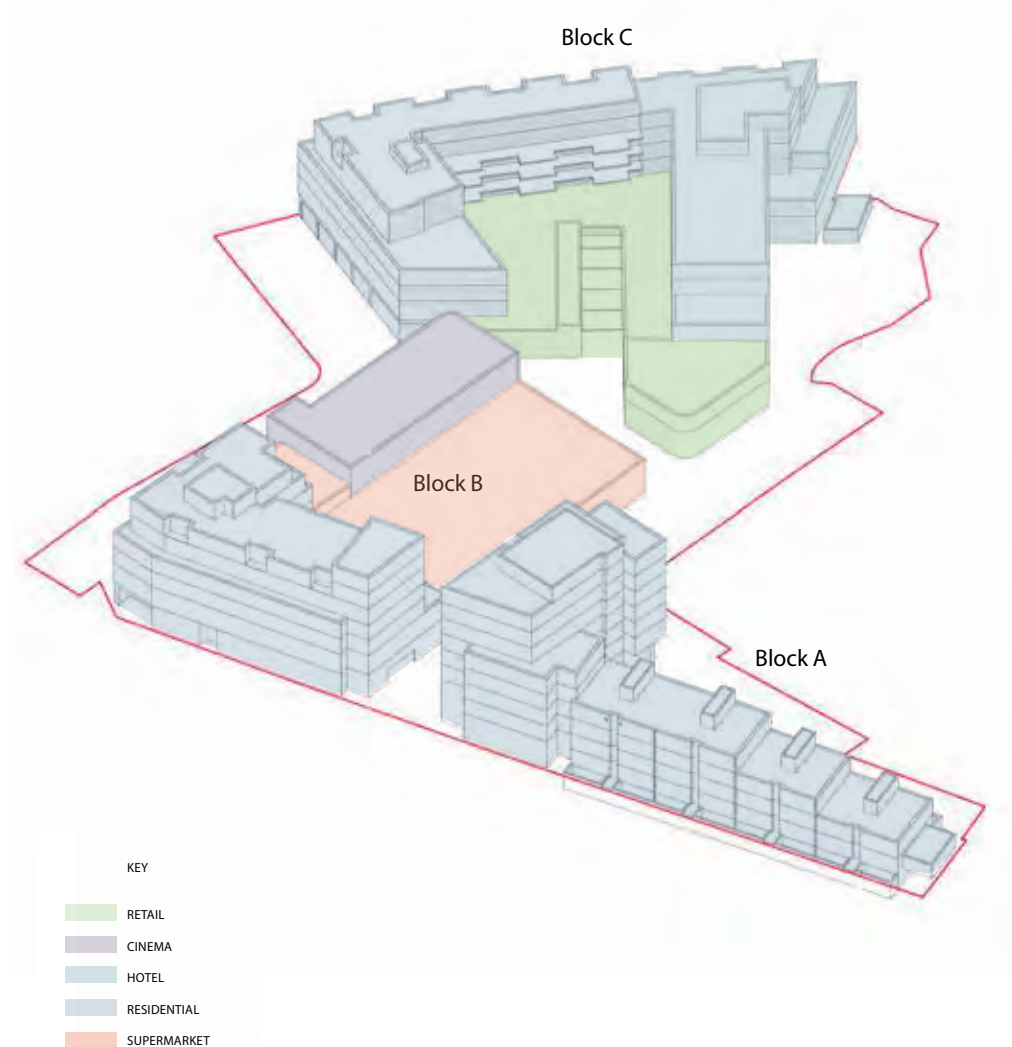 Block C
Block B
Block A
KEY
RETAIL
CINEMA
HOTEL
RESIDENTIAL
SUPERMARKET